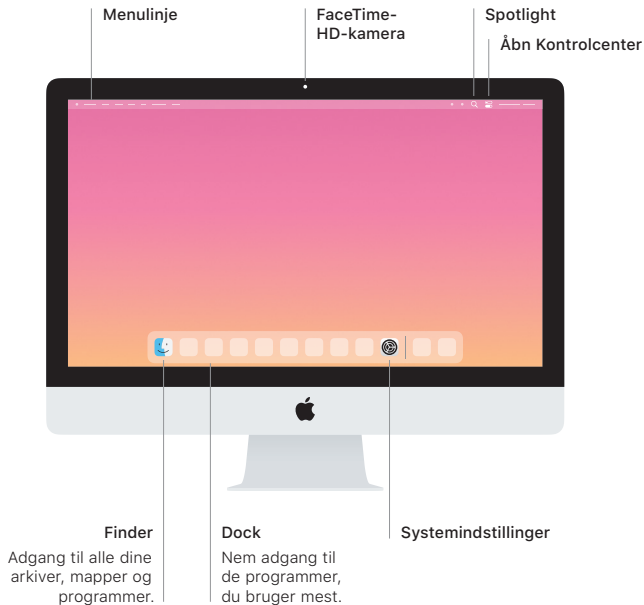 Menulinje
FaceTime-
HD-kamera
Spotlight
Åbn Kontrolcenter
Finder
Adgang til alle dine
arkiver, mapper og
programmer.
Dock
Nem adgang til
de programmer,
du bruger mest.
Systemindstillinger